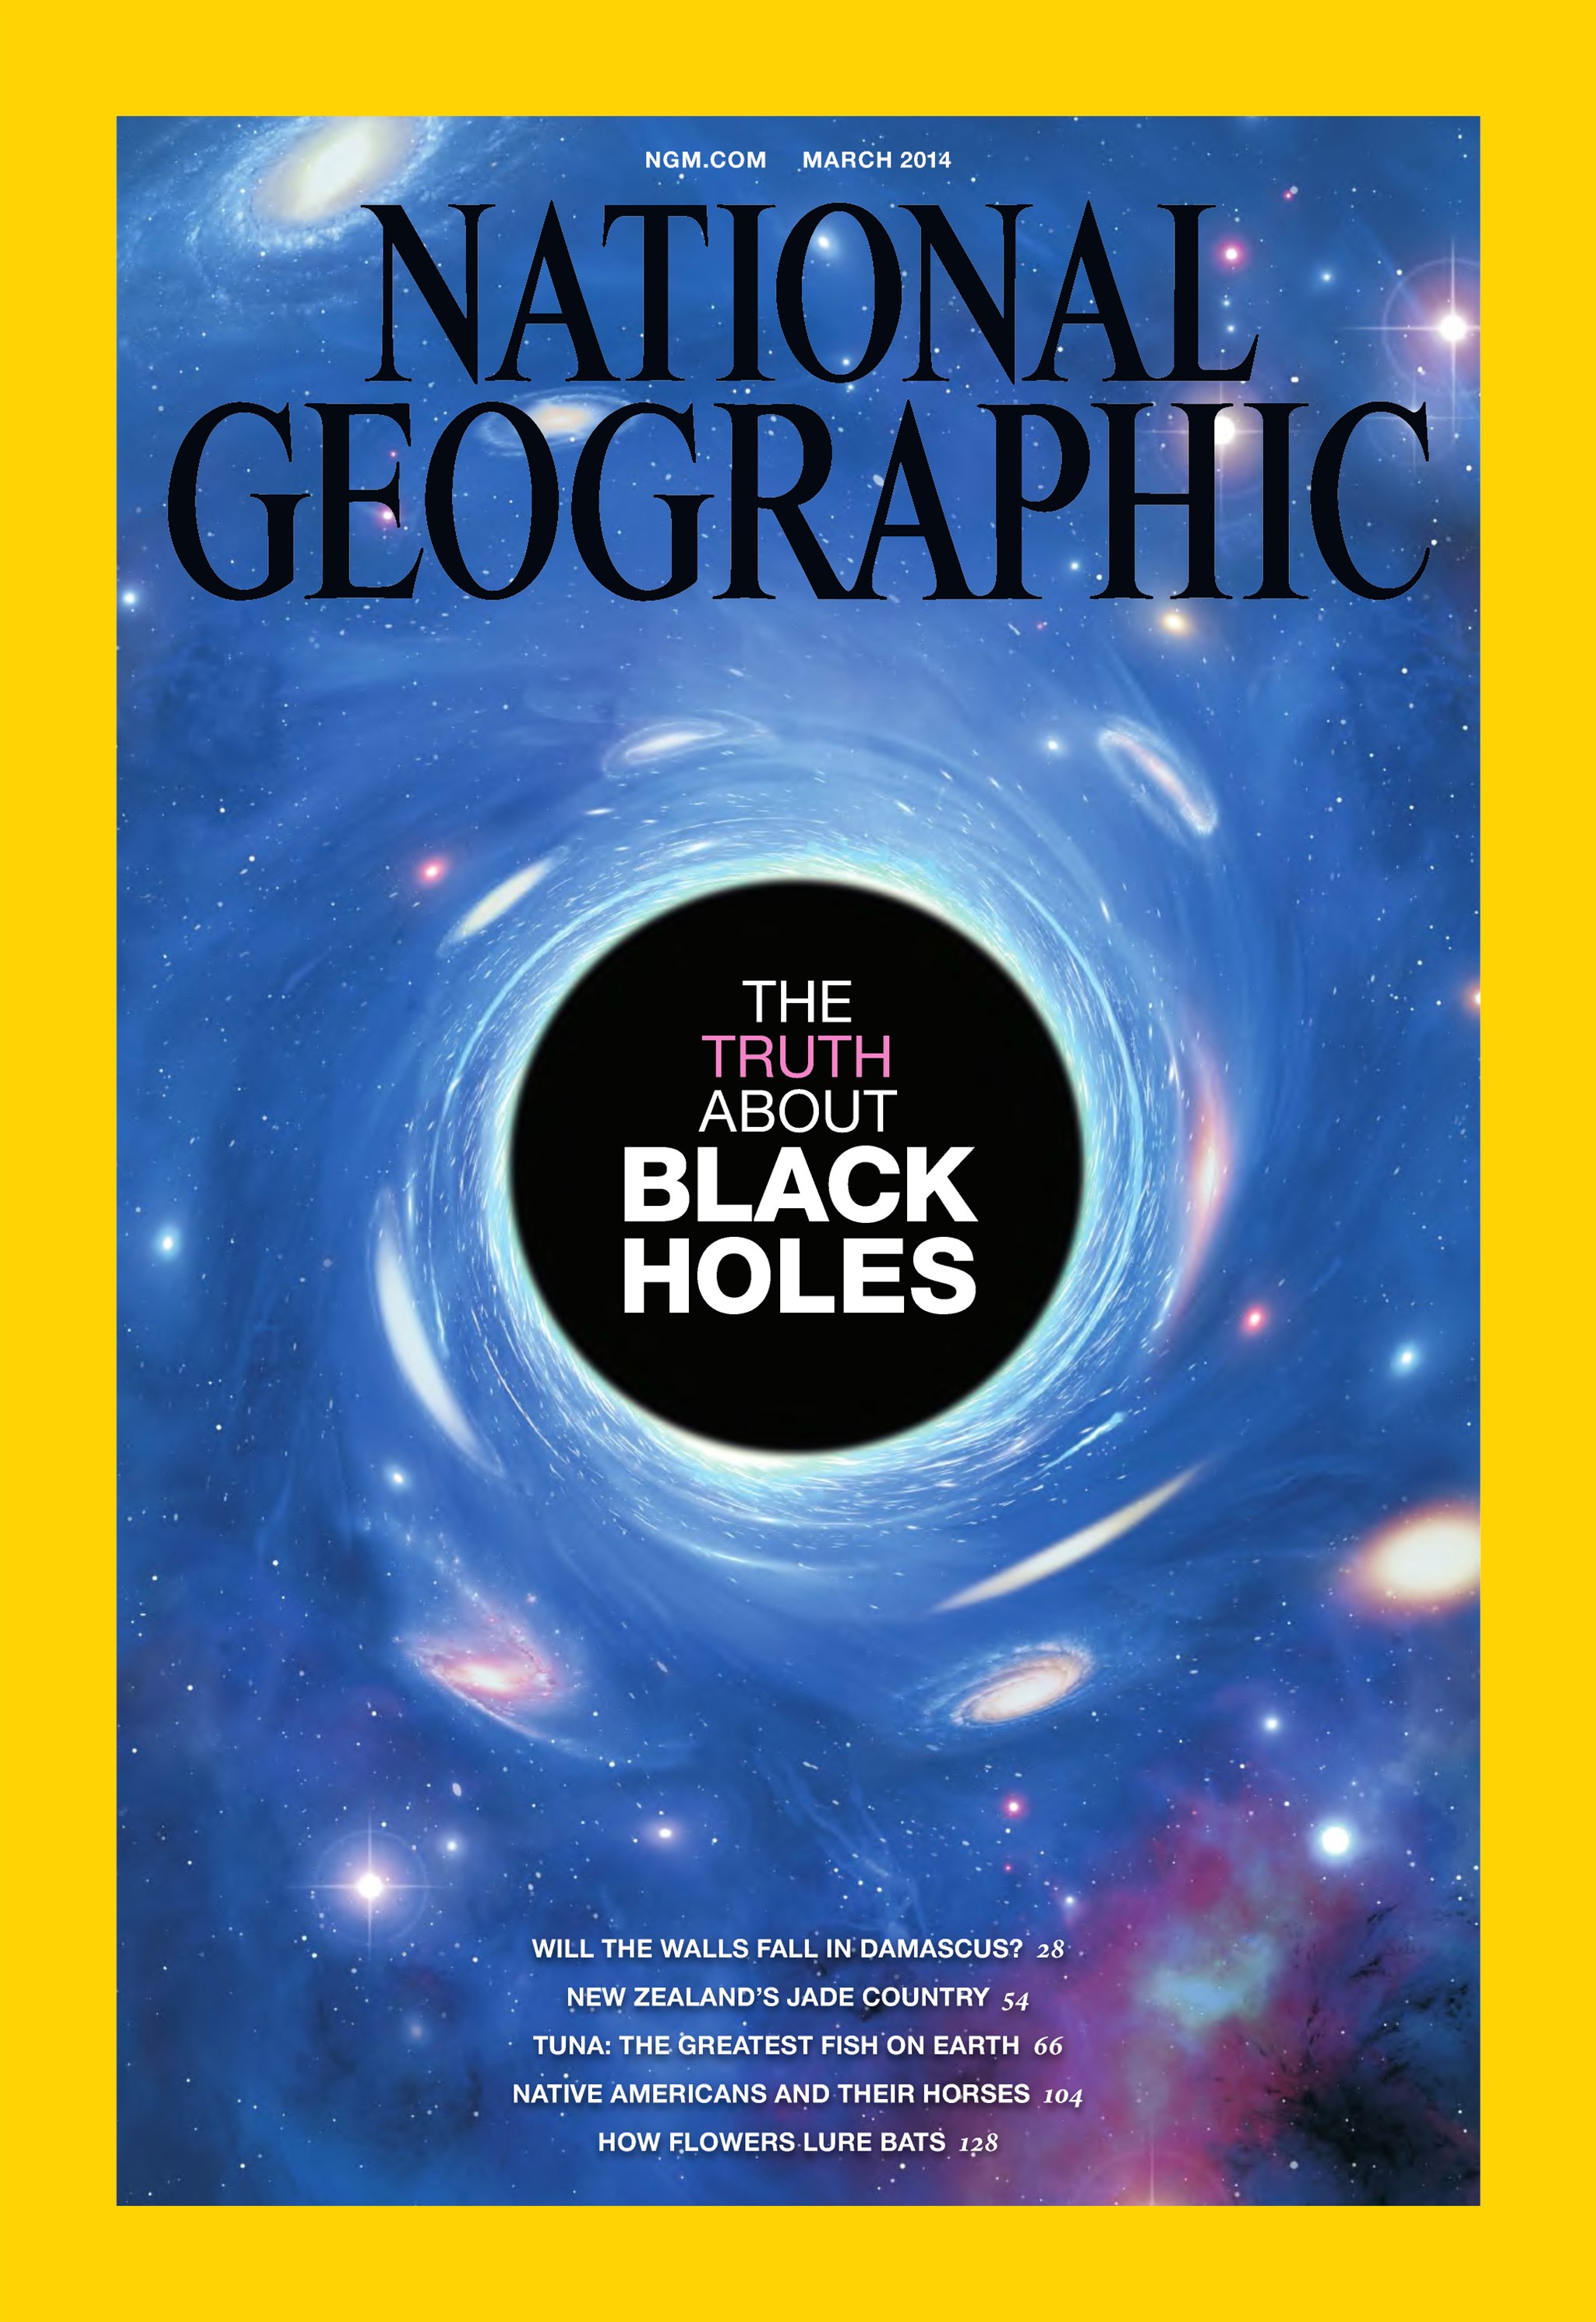 NGM.COM MARCH 2014
NATIONAL
GEOGRAPHIC
THE
TRUTH
ABOUT
BLACK
HOLES
WILL THE WALLS FALL IN DAMASCUS? 28
NEW ZEALAND’S JADE COUNTRY 54
TUNA: THE GREATEST FISH ON EARTH 66
NATIVE AMERICANS AND THEIR HORSES 104
HOW FLOWERS LURE BATS 128